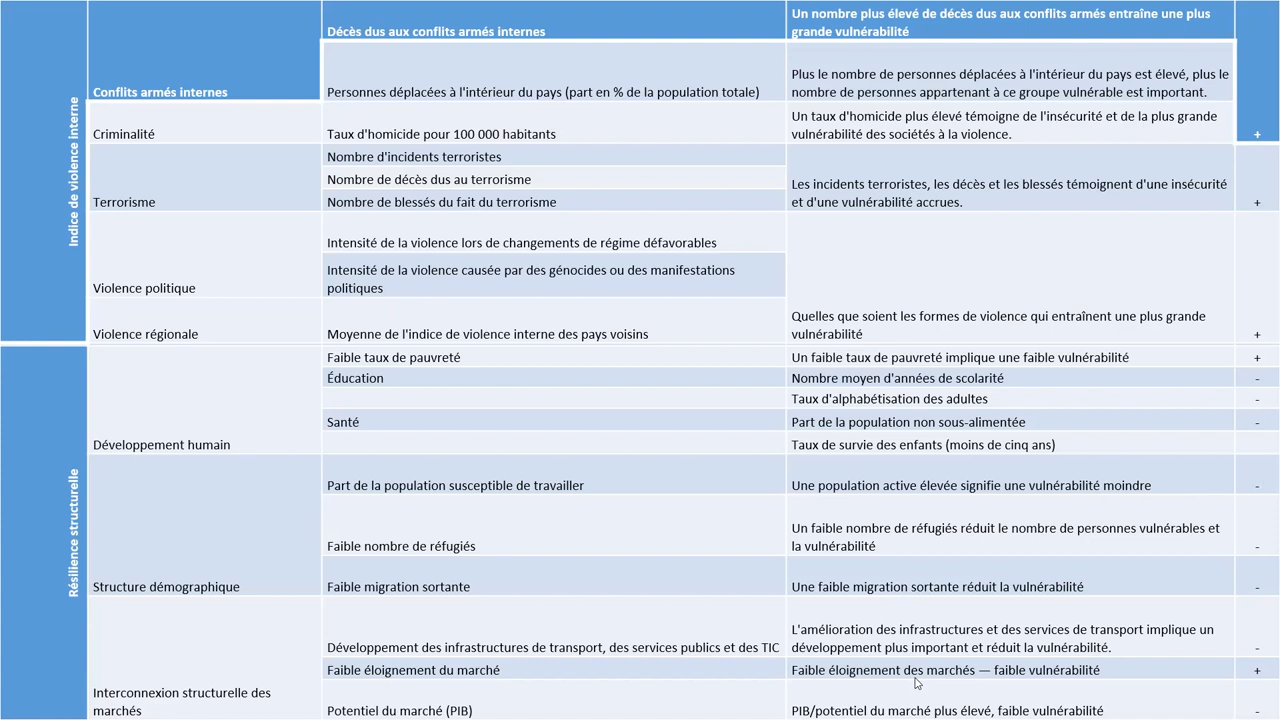 Indice de violence interne
Conflits armés internes
Décès dus aux conflits armés internes
Un nombre plus élevé de décès dus aux conflits armés entraîne une plus
grande vulnérabilité
Personnes déplacées à l'intérieur du pays (part en % de la population totale)
Plus le nombre de personnes déplacées à l'intérieur du pays est élevé, plus le
nombre de personnes appartenant à ce groupe vulnérable est important.
Criminalité
Taux d'homicide pour 100 000 habitants
Un taux d'homicide plus élevé témoigne de l'insécurité et de la plus grande
vulnérabilité des sociétés à la violence.
+
Terrorisme
Nombre d'incidents terroristes
Nombre de décès dus au terrorisme
Nombre de blessés du fait du terrorisme
Les incidents terroristes, les décès et les blessés témoignent d'une insécurité
et d'une vulnérabilité accrues.
+
Violence politique
Intensité de la violence lors de changements de régime défavorables
Intensité de la violence causée par des génocides ou des manifestations
politiques
Violence régionale
Moyenne de l'indice de violence interne des pays voisins
Quelles que soient les formes de violence qui entraînent une plus grande
vulnérabilité
+
Résilience structurelle
Développement humain
Faible taux de pauvreté
Un faible taux de pauvreté implique une faible vulnérabilité
+
Éducation
Nombre moyen d'années de scolarité
-
Taux d'alphabétisation des adultes
-
Santé
Part de la population non sous-alimentée
-
Taux de survie des enfants (moins de cinq ans)
Structure démographique
Part de la population susceptible de travailler
Une population active élevée signifie une vulnérabilité moindre
-
Faible nombre de réfugiés
Un faible nombre de réfugiés réduit le nombre de personnes vulnérables et
la vulnérabilité
-
Faible migration sortante
Une faible migration sortante réduit la vulnérabilité
-
Interconnexion structurelle des
marchés
Développement des infrastructures de transport, des services publics et des TIC
L'amélioration des infrastructures et des services de transport implique un
développement plus important et réduit la vulnérabilité.
-
Faible éloignement du marché
Faible éloignement des marchés — faible vulnérabilité
+
Potentiel du marché (PIB)
PIB/potentiel du marché plus élevé, faible vulnérabilité
-